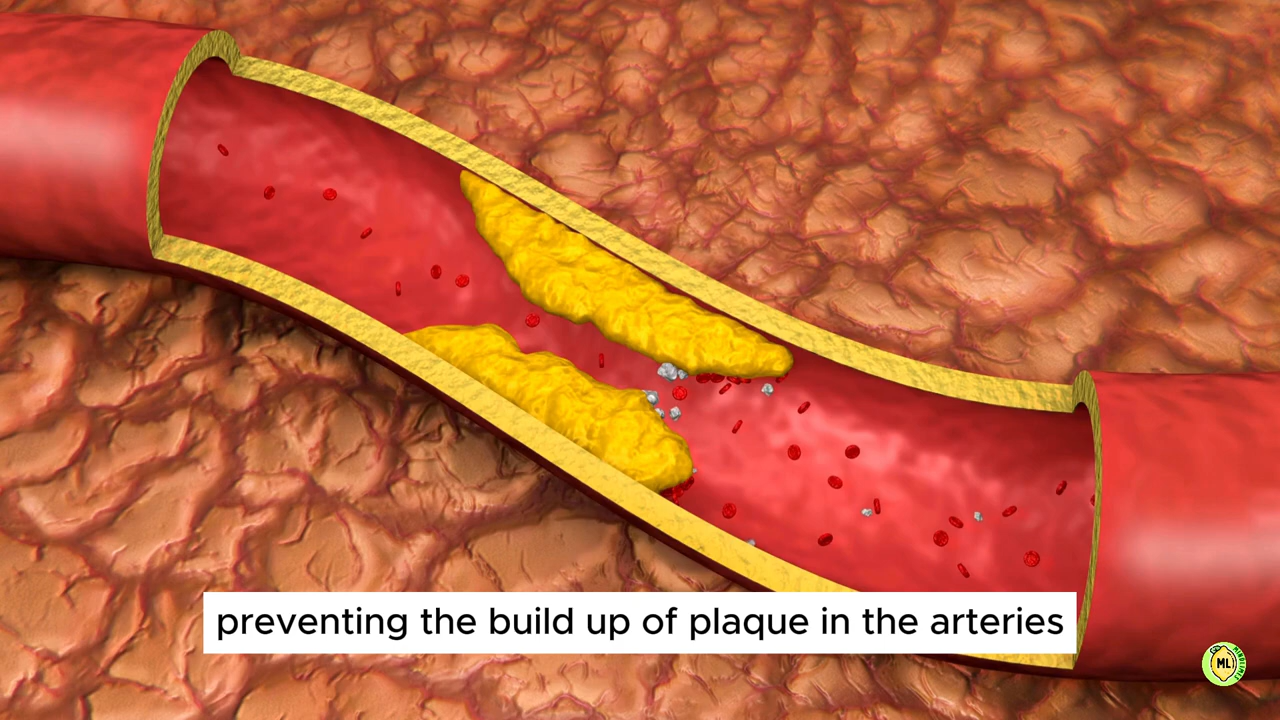 preventing the build up of plaque in the arteries
ML